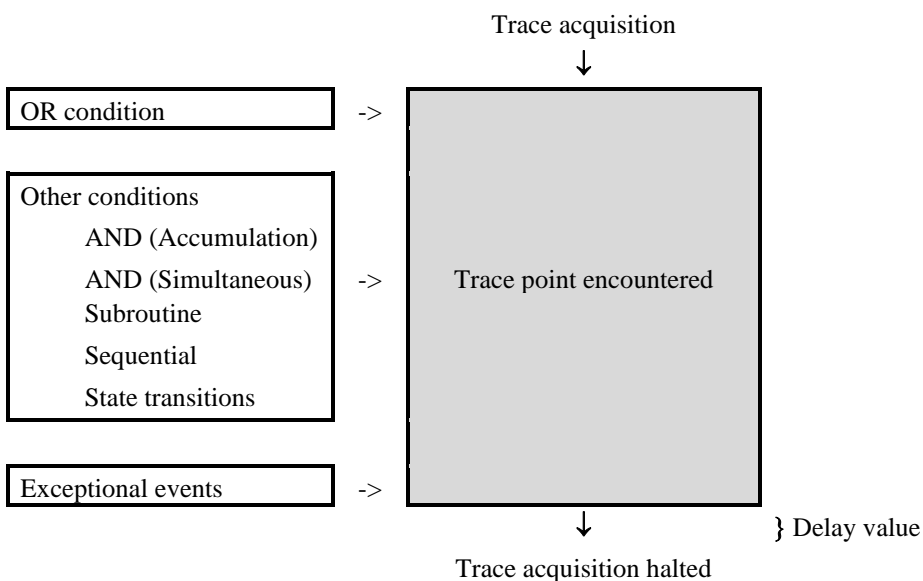 Trace acquisition
↓
OR condition ->
Other conditions
AND (Accumulation)
AND (Simultaneous) -> Trace point encountered
Subroutine
Sequential
State transitions
Exceptional events ->
↓ } Delay value
Trace acquisition halted